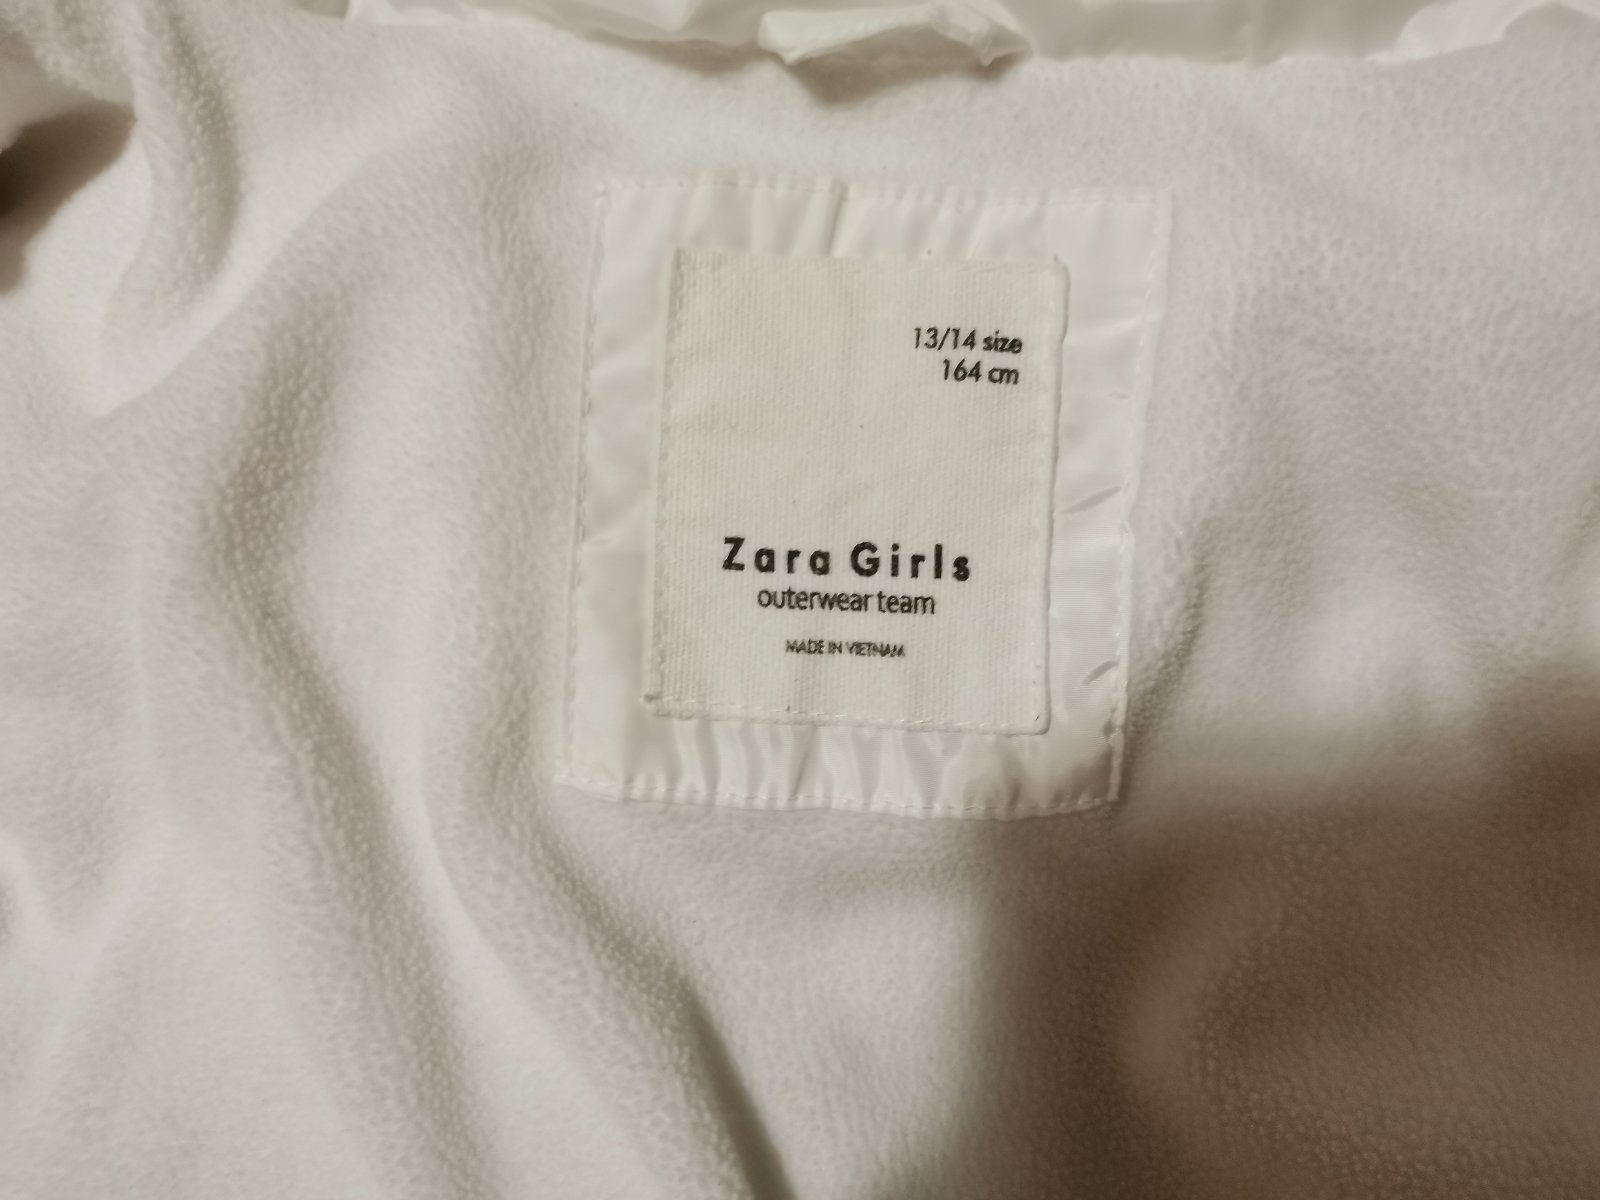 13/14 size
164 cm
Zara Girls
outerwear team
MADE IN VIETNAM